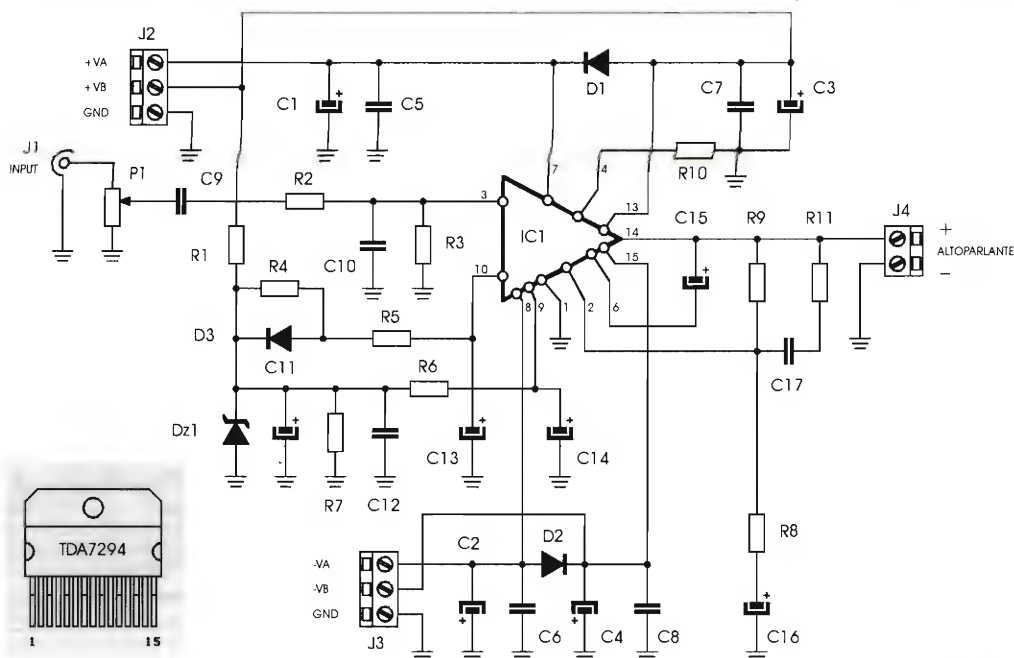 J2
+VA
+VB
GND
J1
INPUT
P1
C9
R2
C1
C5
D1
C7
C3
7
4
R10
13
3
IC1
14
15
C15
R9
R11
J4
+
ALTOPARLANTE
−
R1
C10
R3
10
R4
D3
C11
R5
R6
8
9
1
2
6
C17
Dz1
+
R7
C12
C13
C14
+
+
+
+
+
TDA7294
1
15
-VA
-VB
GND
J3
C2
D2
+
C6
+
C4
C8
R8
+
C16